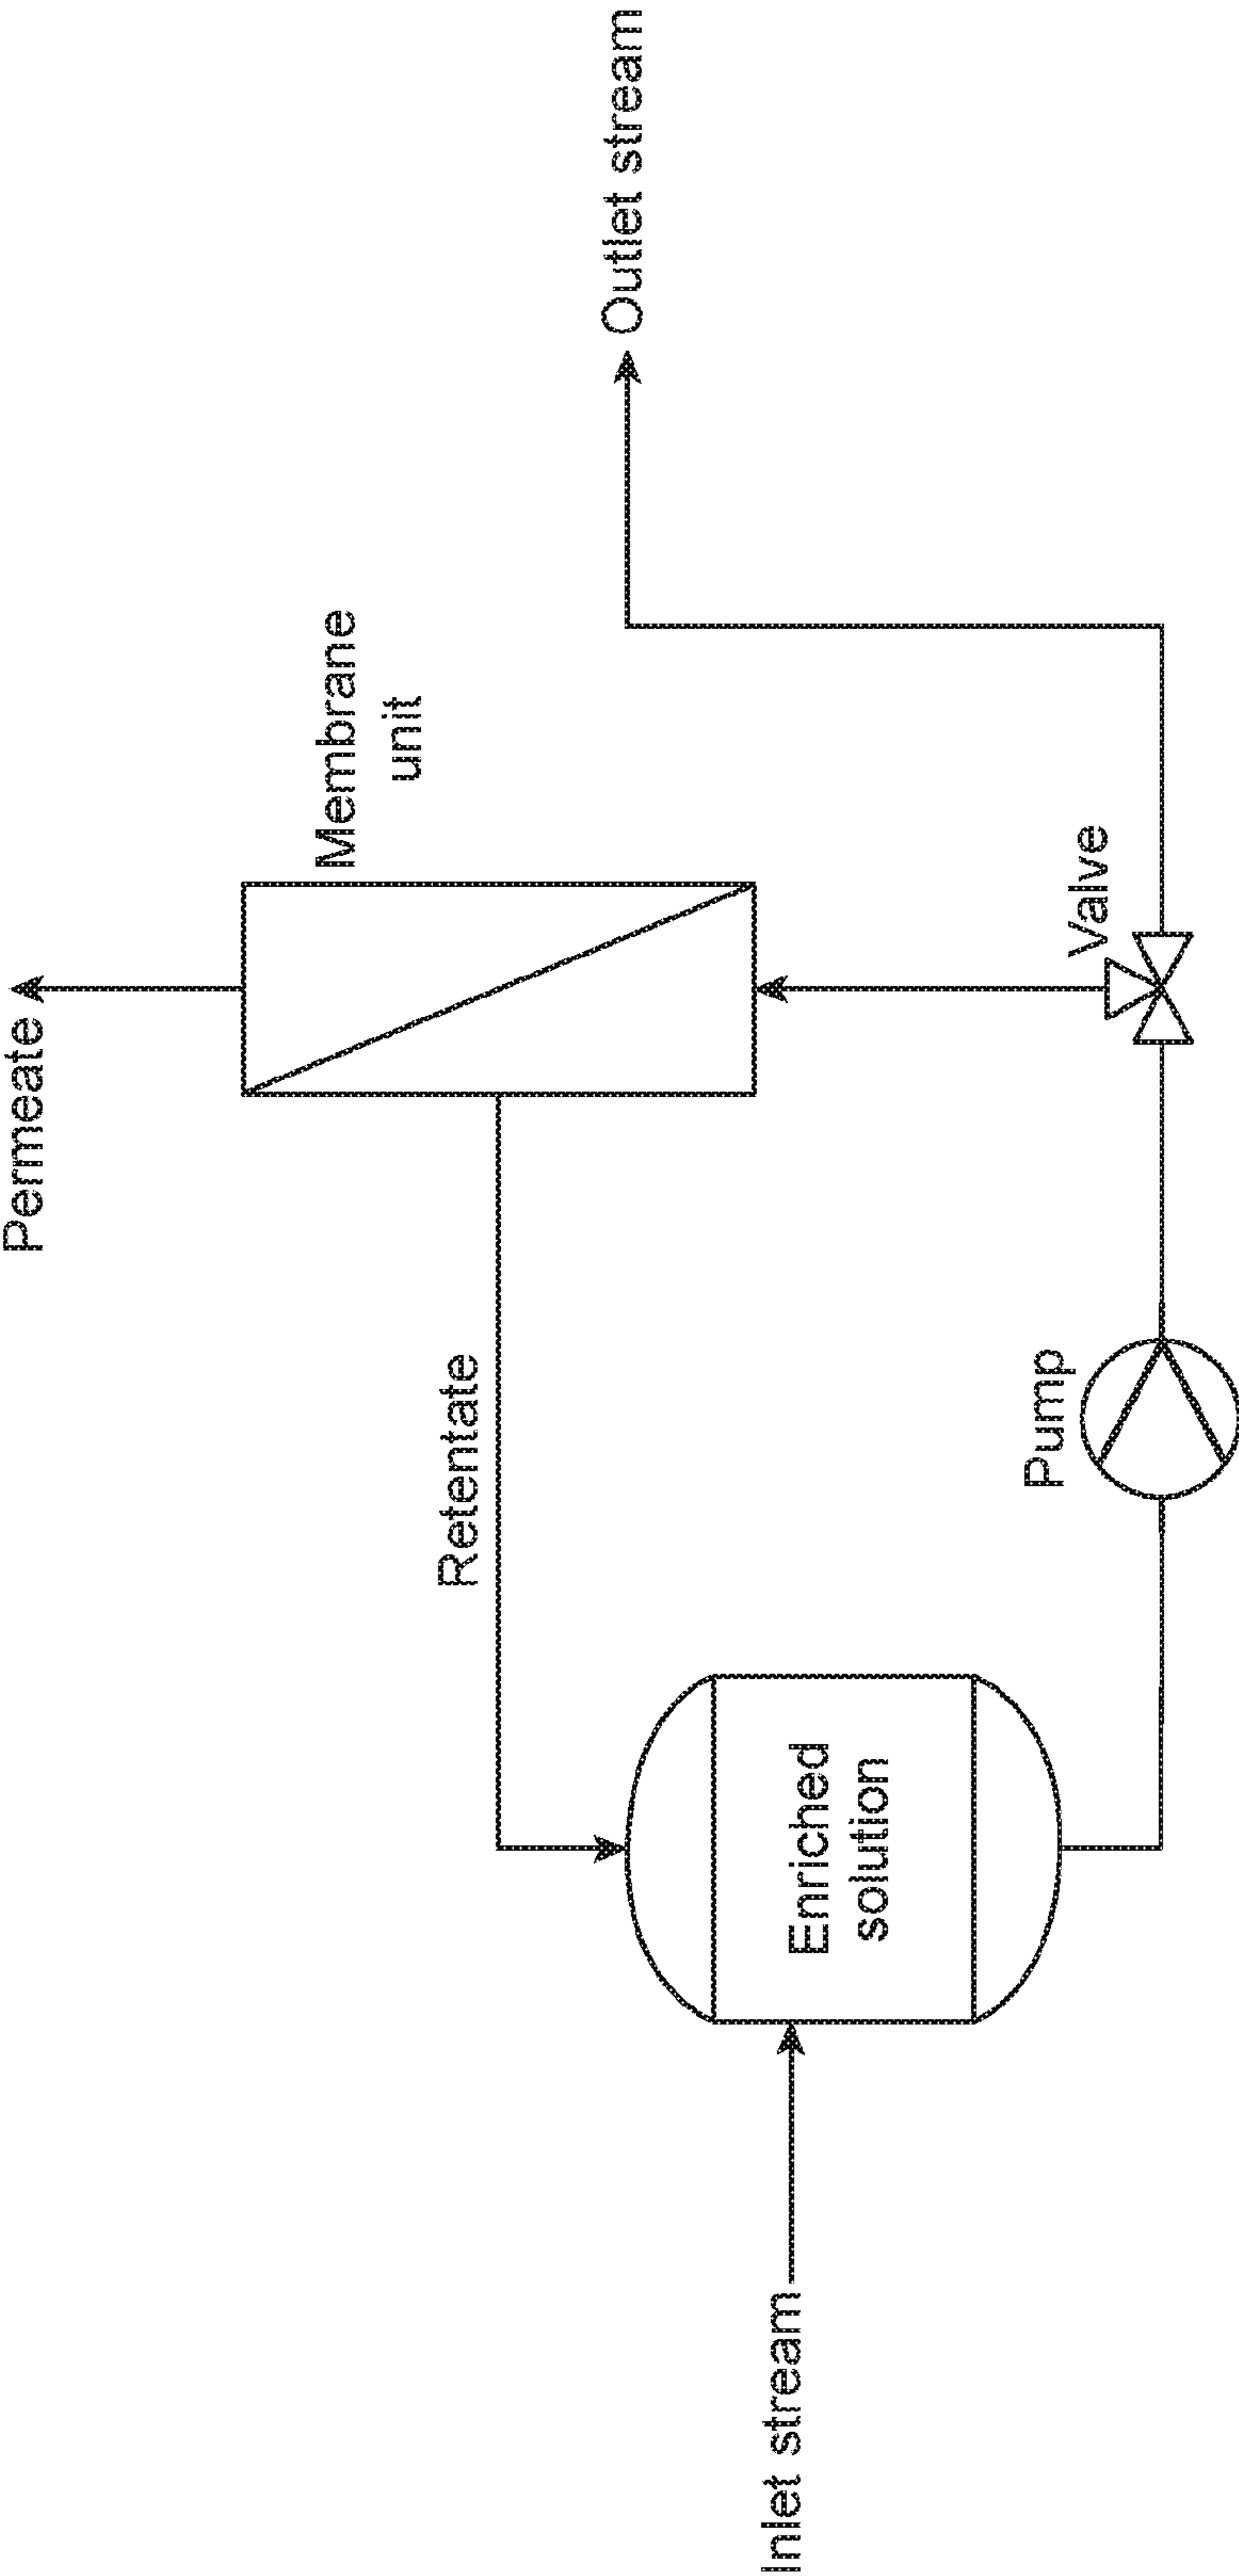 Permeate
Membrane
unit
Retentate
Outlet stream
Enriched
solution
Inlet stream
Pump
Valve